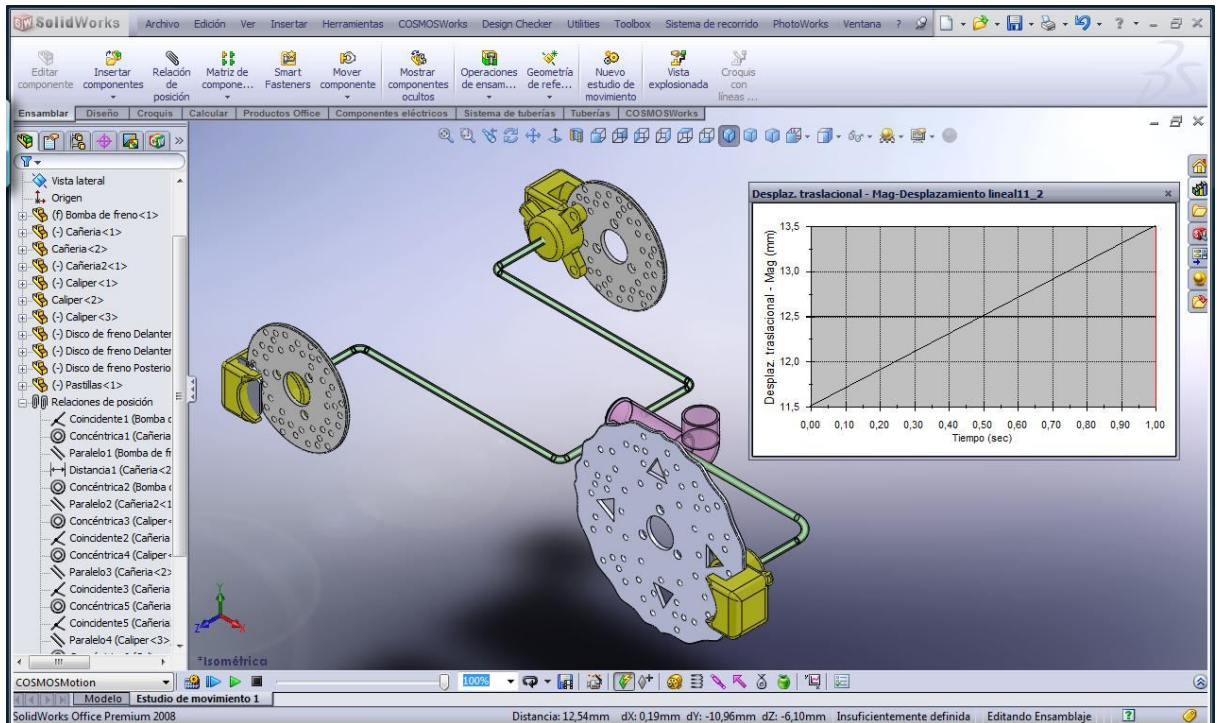 SolidWorks Archivo Edición Ver Insertar Herramientas COSMOSWorks Design Checker Utilities Toolbox Sistema de recorrido PhotoWorks Ventana ?
Editar componente
Insertar componentes
Relación de posición
Matriz de compone...
Smart Fasteners
Mover componente
Mostrar componentes ocultos
Operaciones de ensam...
Geometría de refe...
Nuevo estudio de movimiento
Vista explosionada
Croquis con líneas ...
Ensamblar Diseño Croquis Calcular Productos Office Componentes eléctricos Sistema de tuberías Tuberías COSMOSWorks
Vista lateral
Origen
(f) Bomba de freno<1>
(-) Cañeria<1>
Cañeria<2>
(-) Cañeria2<1>
(-) Caliper<1>
Caliper<2>
(-) Caliper<3>
(-) Disco de freno Delanter
(-) Disco de freno Delanter
(-) Disco de freno Posterio
(-) Pastillas<1>
Relaciones de posición
Coincidente1 (Bomba d
Concéntrica1 (Cañeria
Paralelo1 (Bomba de fr
Distancia1 (Cañeria<2
Concéntrica2 (Bomba d
Paralelo2 (Cañeria2<1
Concéntrica3 (Caliper<
Coincidente2 (Cañeria
Concéntrica4 (Caliper<
Paralelo3 (Cañeria<2>
Coincidente3 (Cañeria
Concéntrica5 (Cañeria
Coincidente5 (Cañeria
Paralelo4 (Caliper<3>
Desplaz. traslacional - Mag-Desplazamiento lineal11_2
Desplaz. traslacional - Mag (mm)
13,5
13,0
12,5
12,0
11,5
0,00 0,10 0,20 0,30 0,40 0,50 0,60 0,70 0,80 0,90 1,00
Tiempo (sec)
Y
Z
X
*Isométrica
COSMOSMotion 100%
Modelo Estudio de movimiento 1
SolidWorks Office Premium 2008 Distancia: 12,54mm dX: 0,19mm dY: -10,96mm dZ: -6,10mm Insuficientemente definida Editando Ensamblaje